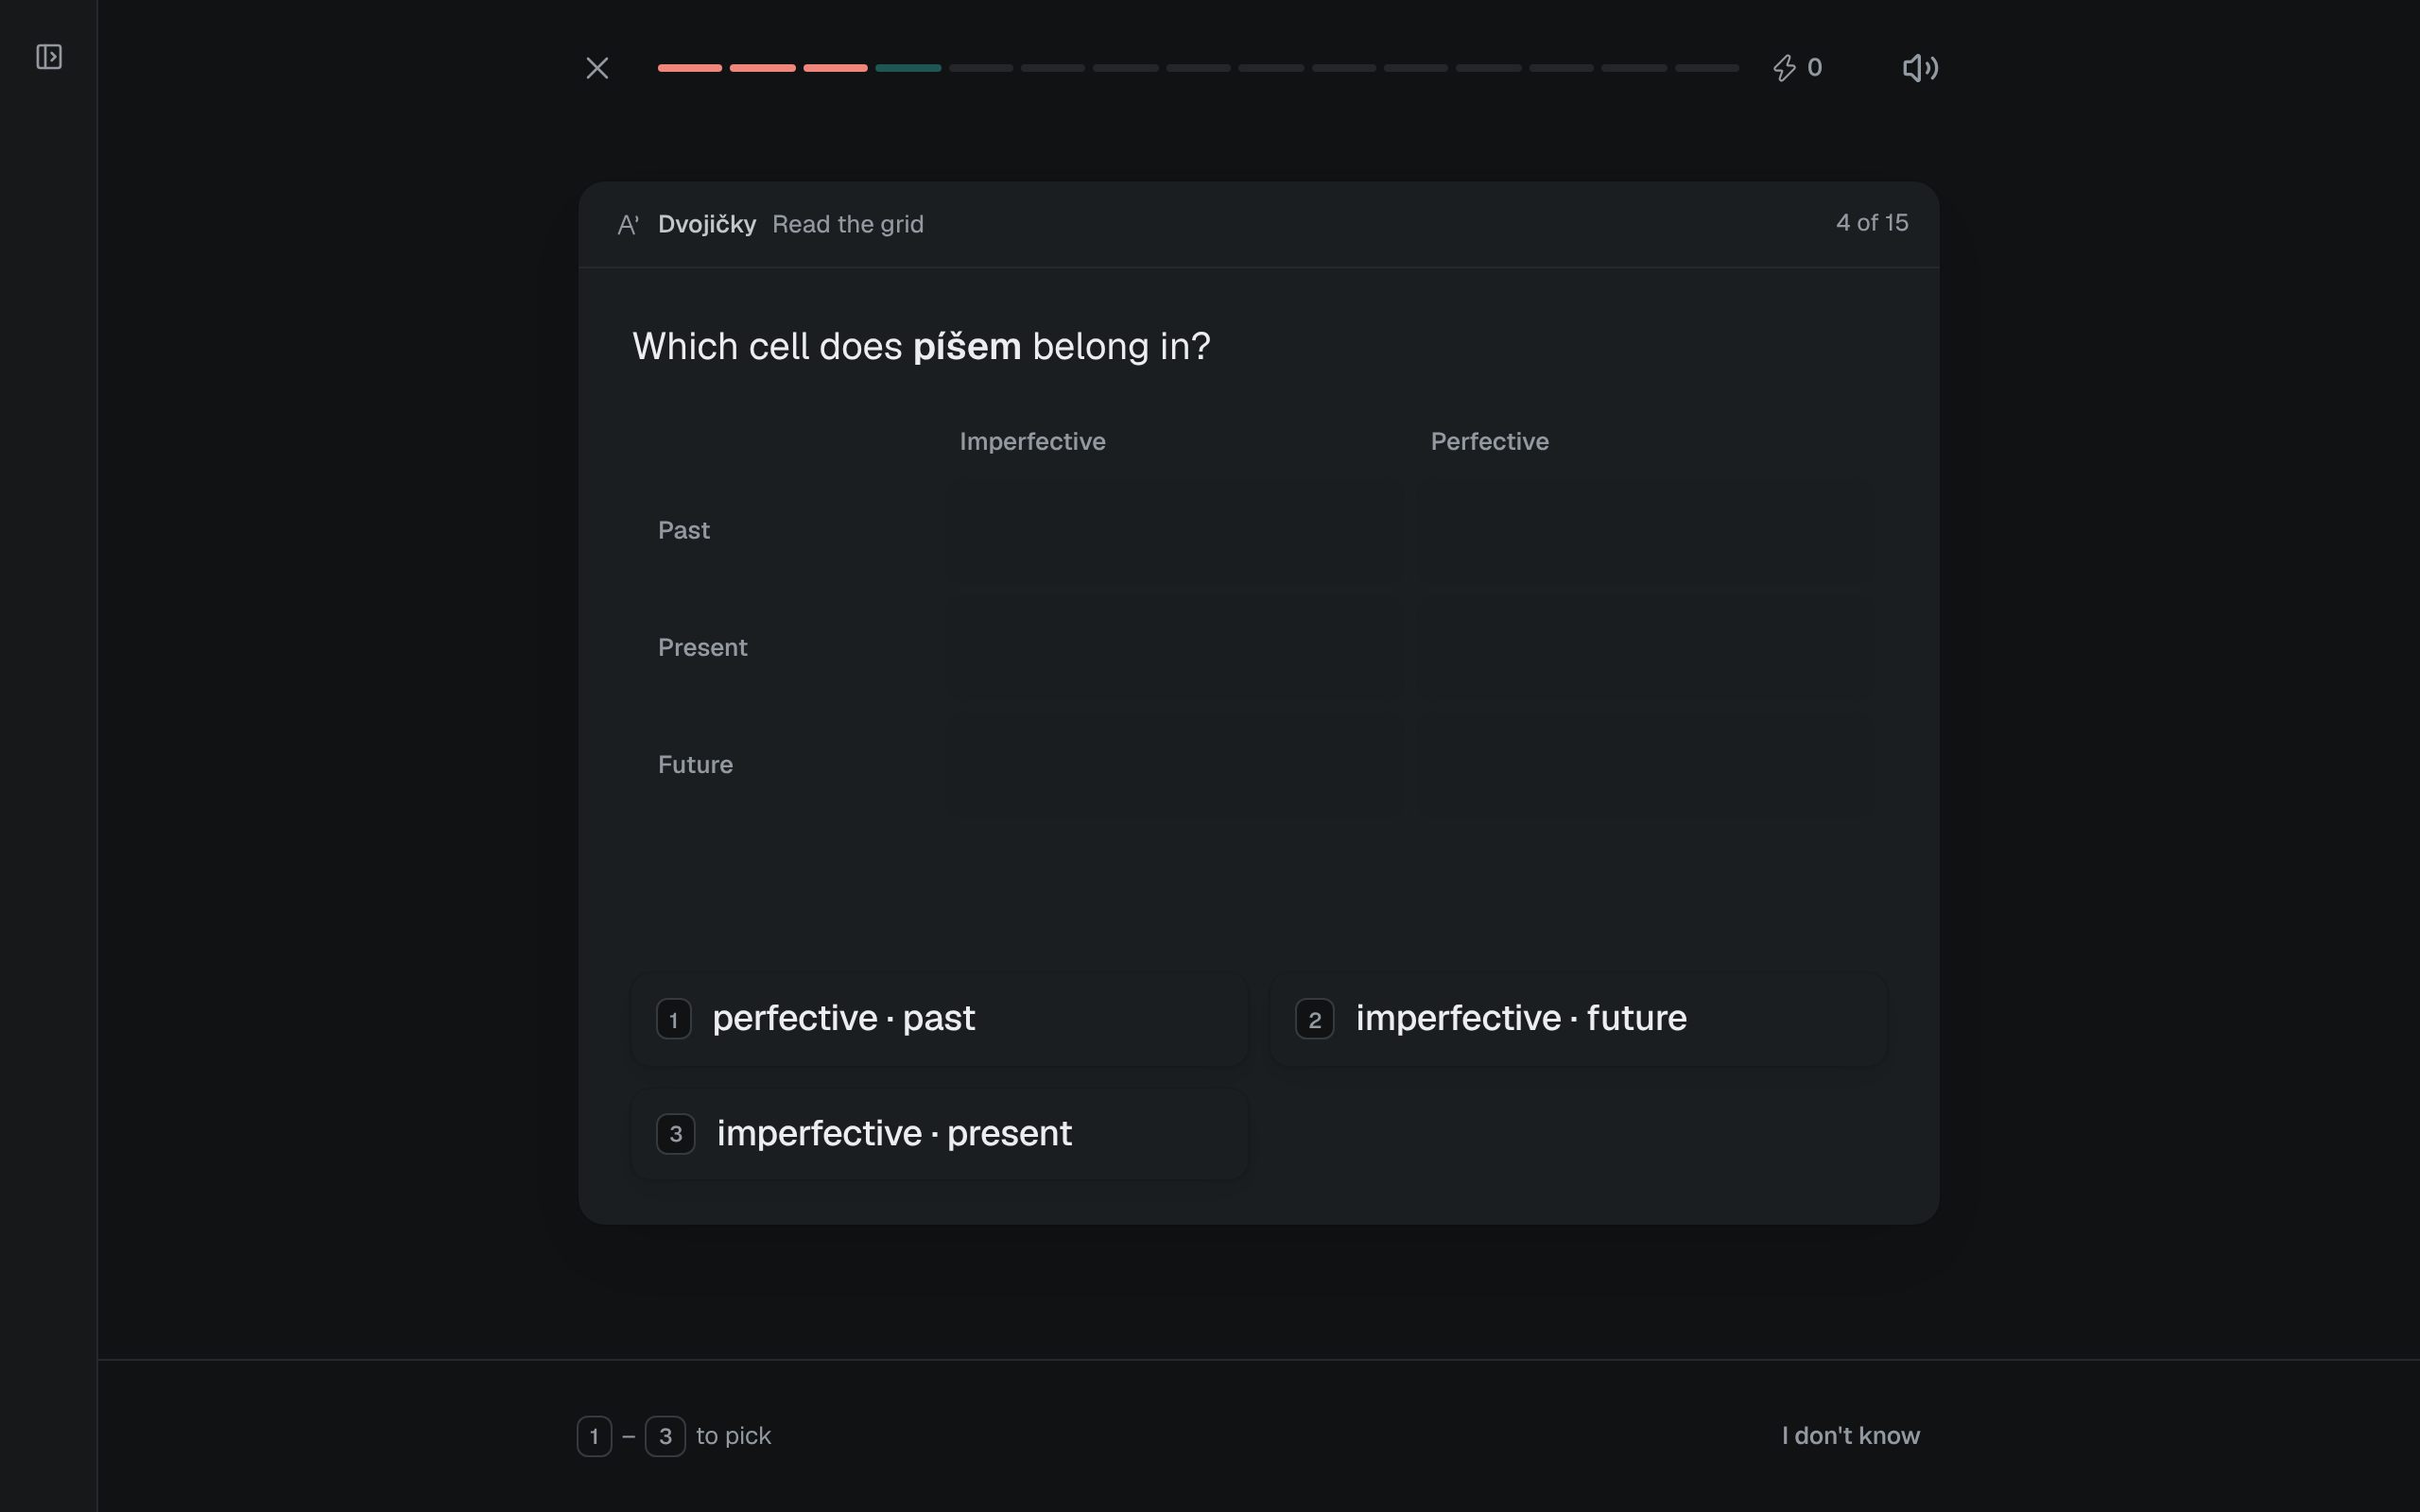 0
Dvojičky Read the grid 4 of 15
Which cell does píšem belong in?
Imperfective Perfective
Past
Present
Future
1 perfective · past 2 imperfective · future
3 imperfective · present
1 – 3 to pick I don't know